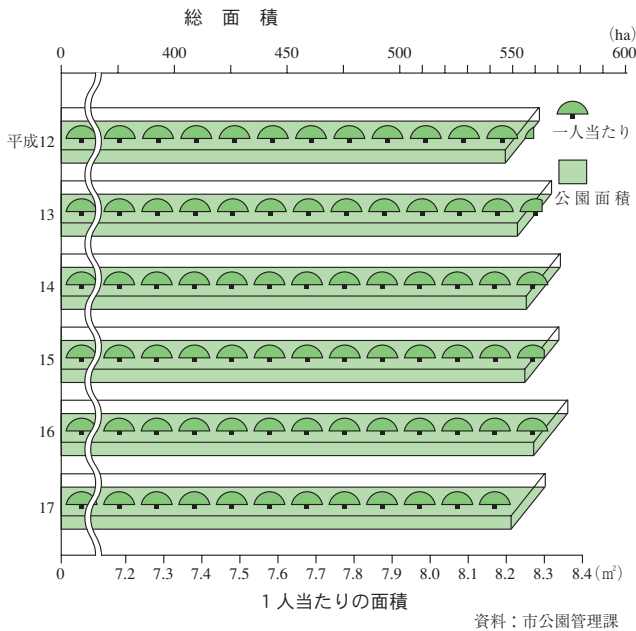 総面積
(ha)
0 400 450 500 550 600
一人当たり
公園面積
平成12
13
14
15
16
17
0 7.2 7.3 7.4 7.5 7.6 7.7 7.8 7.9 8.0 8.1 8.2 8.3 8.4(m²)
1人当たりの面積
資料：市公園管理課